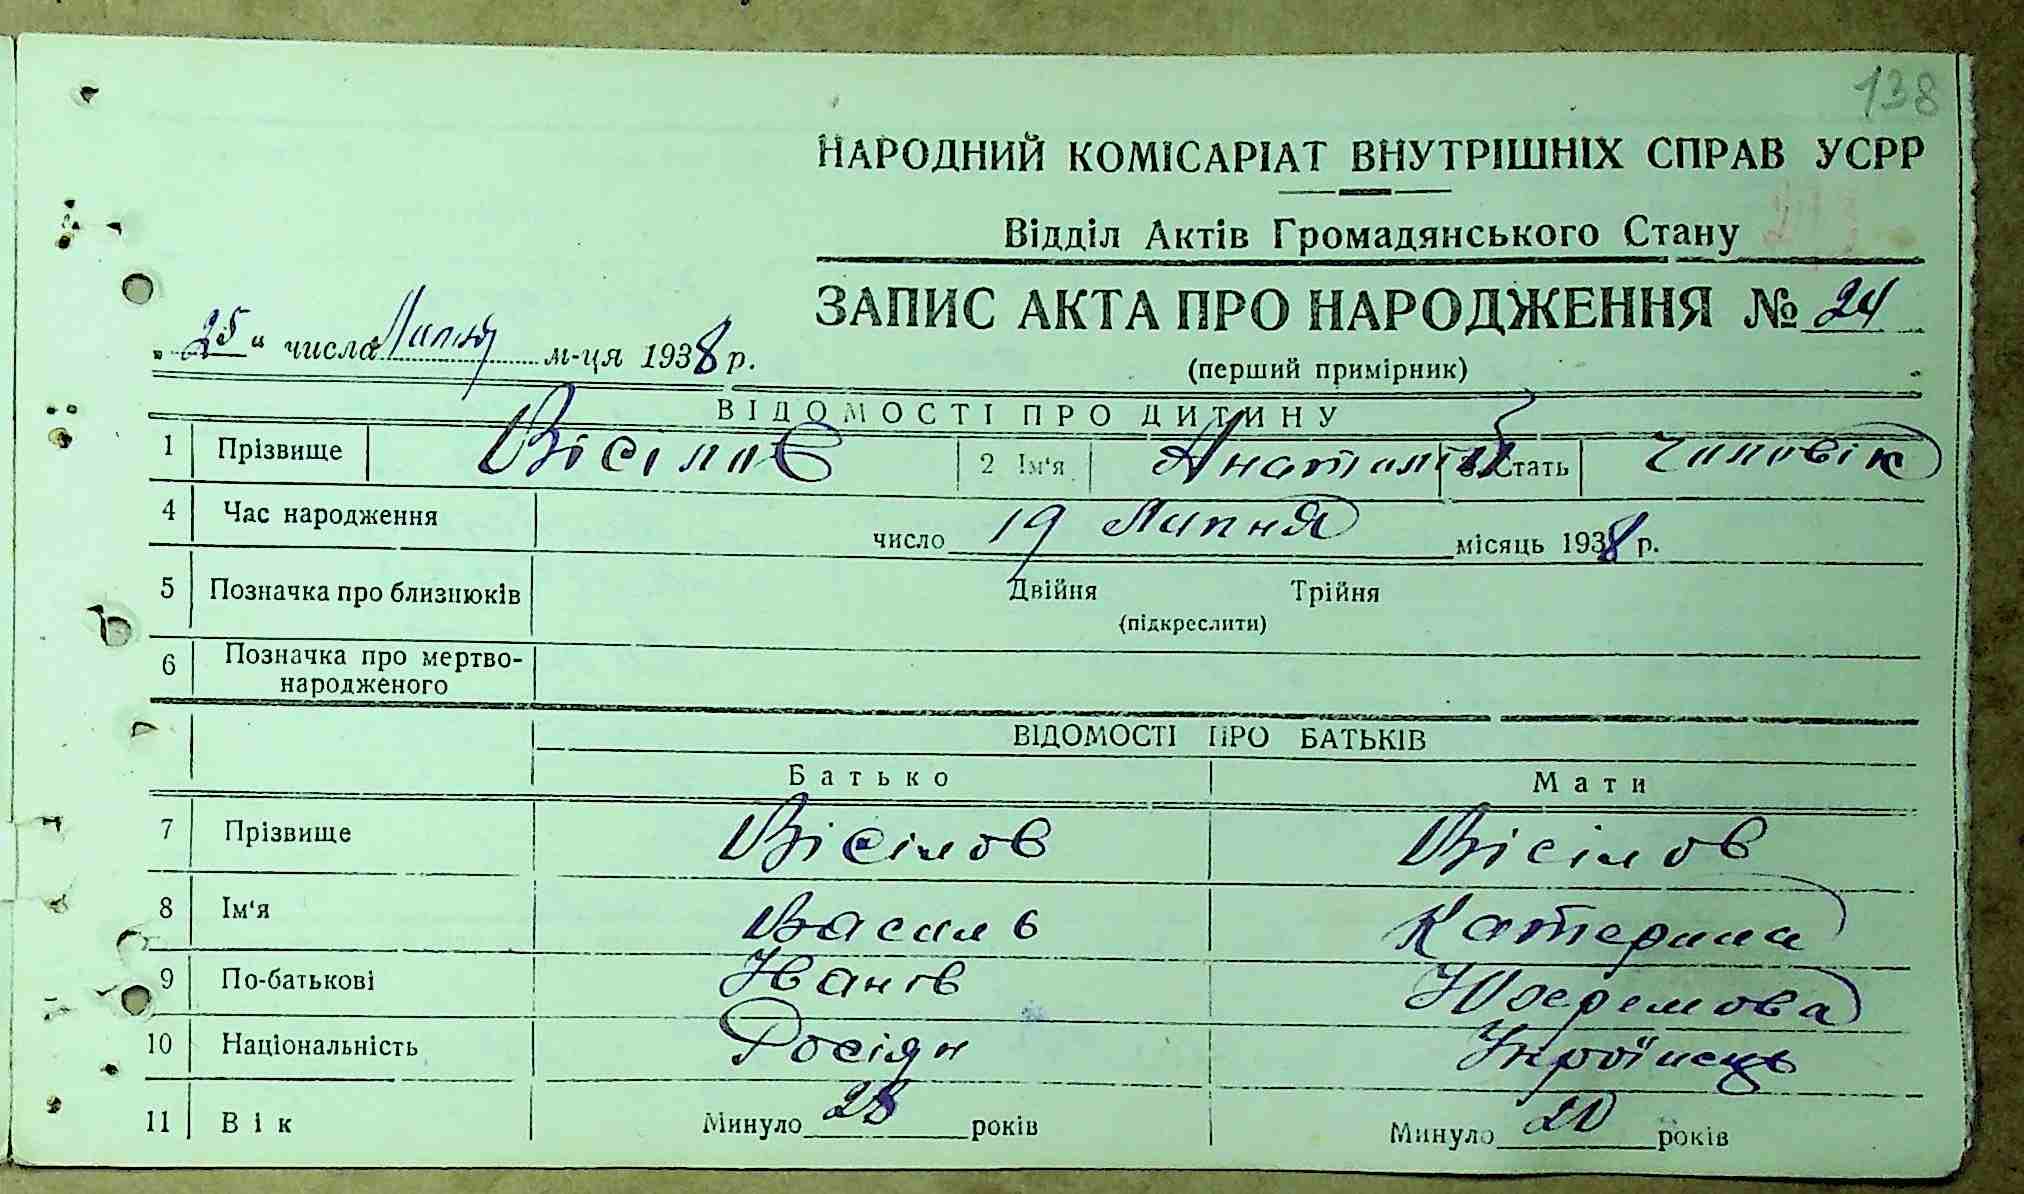 138
НАРОДНИЙ КОМІСАРІАТ ВНУТРІШНІХ СПРАВ УСРР
Відділ Актів Громадянського Стану
ЗАПИС АКТА ПРО НАРОДЖЕННЯ № 24
„ 25 “ числа Липня м-ця 1938 р.
(перший примірник)
ВІДОМОСТІ ПРО ДИТИНУ
1 Прізвище Вісілов 2 Ім'я Анатолій 3 Стать Чоловік
4 Час народження число 19 Липня місяць 1938 р.
5 Позначка про близнюків Двійня Трійня
(підкреслити)
6 Позначка про мертво-
народженого
ВІДОМОСТІ ПРО БАТЬКІВ
Батько Мати
7 Прізвище Вісілов Вісілов
8 Ім'я Василь Катерина
9 По-батькові Іванів
10 Національність Росіян Українець
11 Вік Минуло 28 років Минуло 20 років